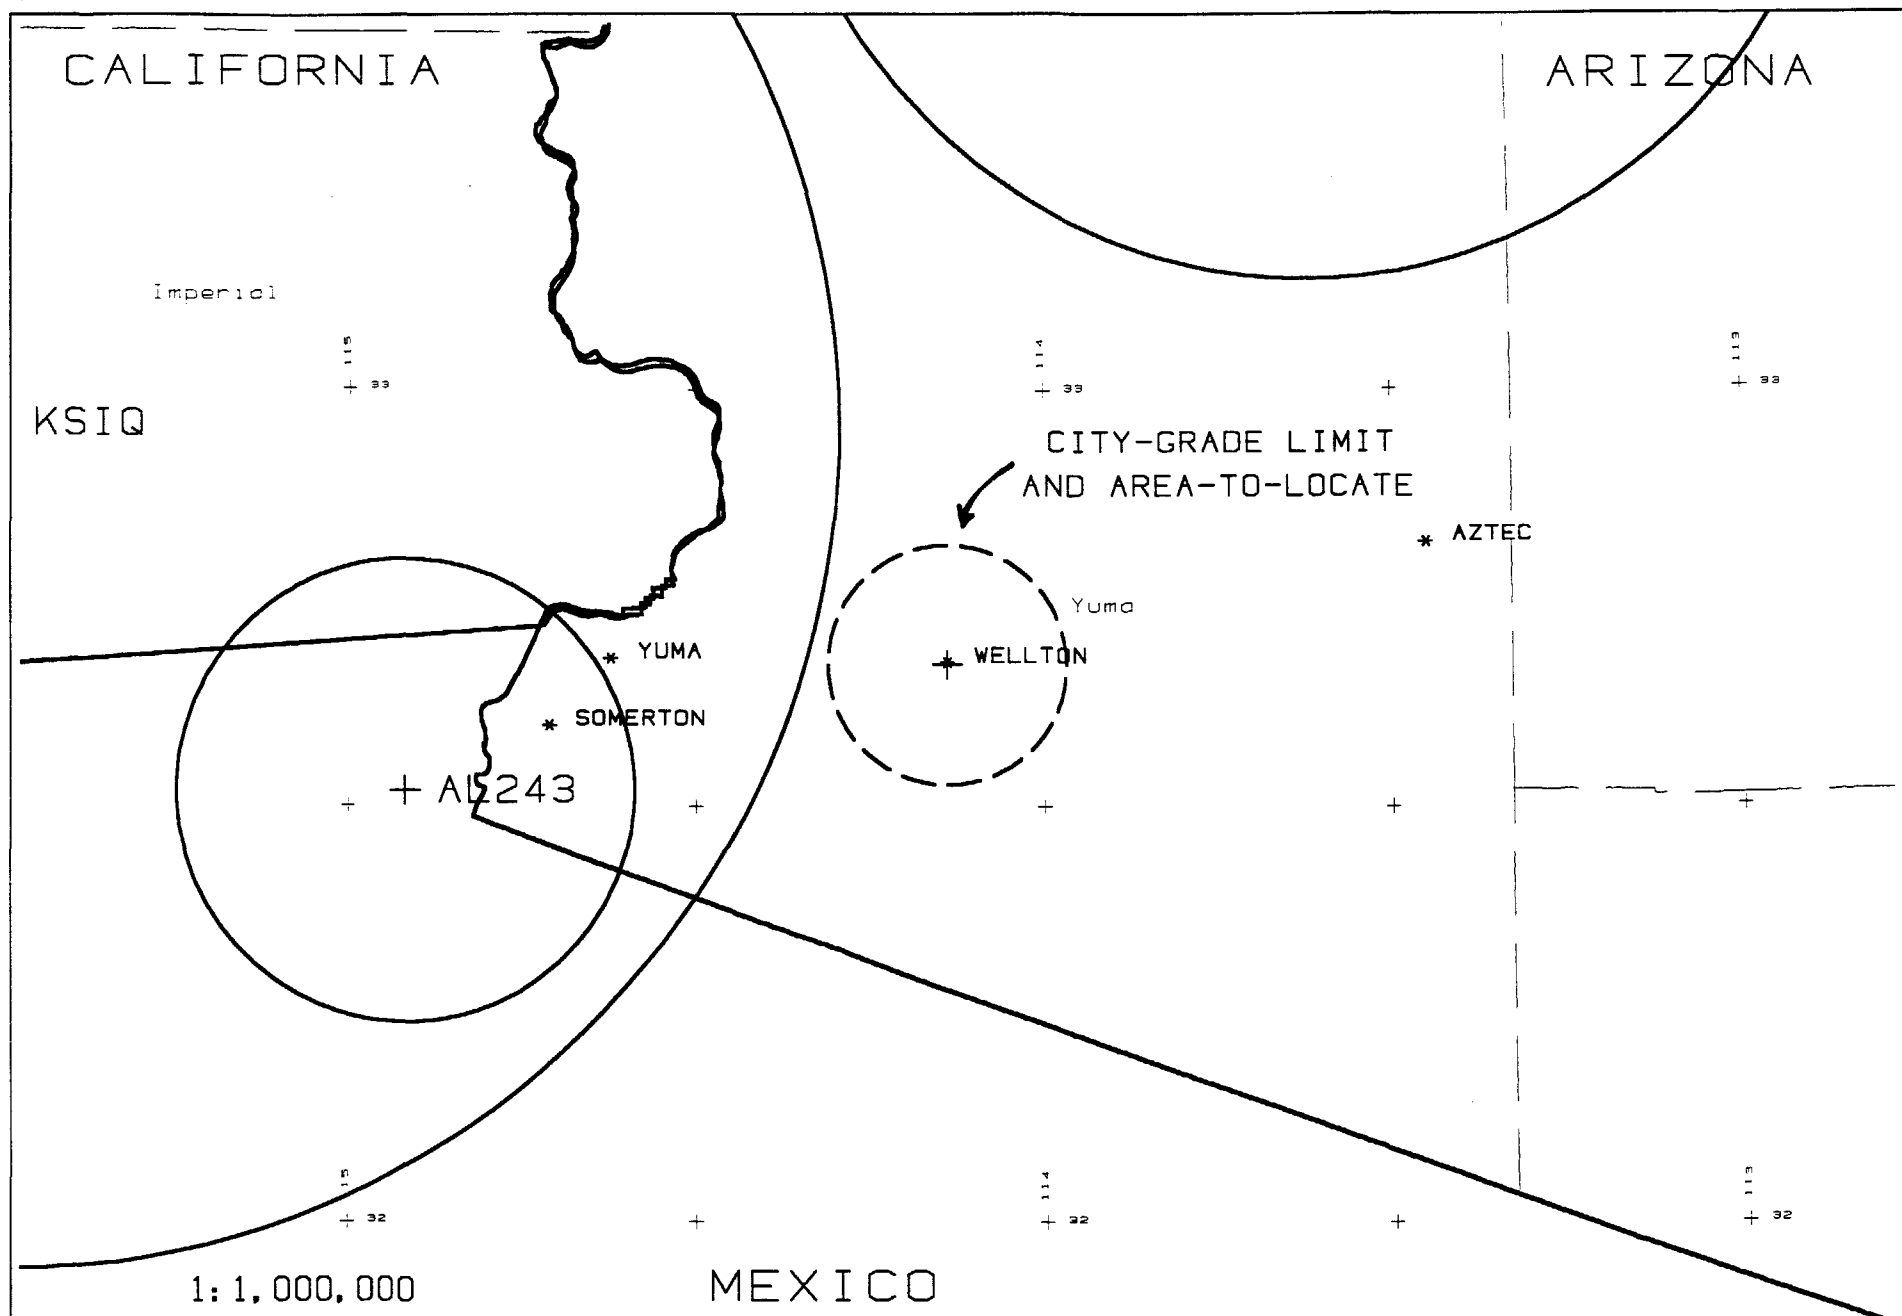 CALIFORNIA
ARIZONA
Imperial
115
33
114
33
113
33
KSIQ
CITY-GRADE LIMIT
AND AREA-TO-LOCATE
AZTEC
Yuma
YUMA
WELLTON
SOMERTON
AL243
115
32
114
32
113
32
1:1,000,000
MEXICO